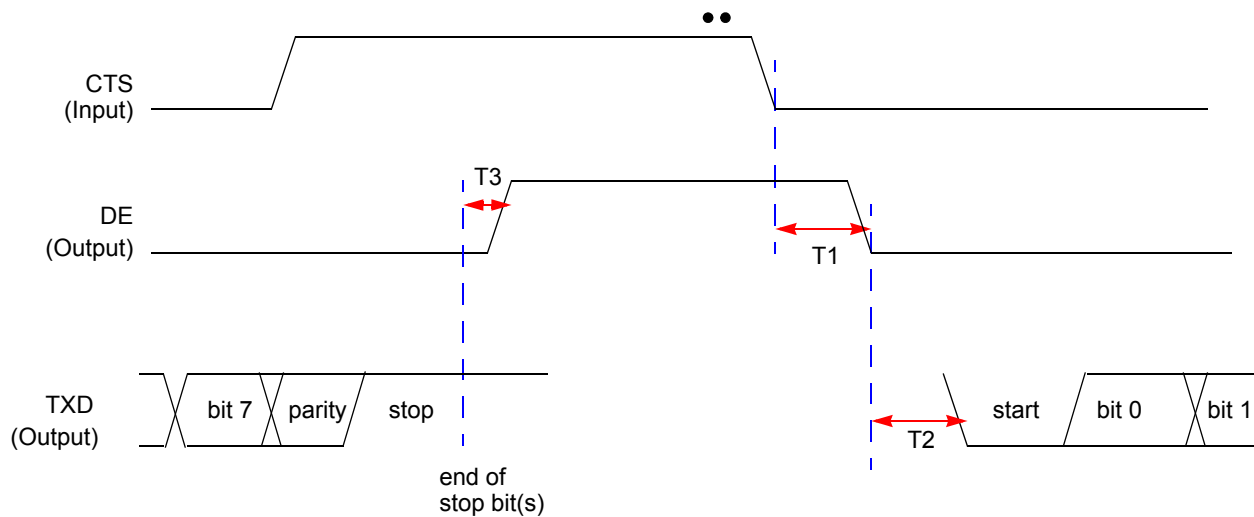 CTS
(Input)
T3
DE
(Output)
T1
TXD
(Output)
bit 7
parity
stop
T2
start
bit 0
bit 1
end of
stop bit(s)